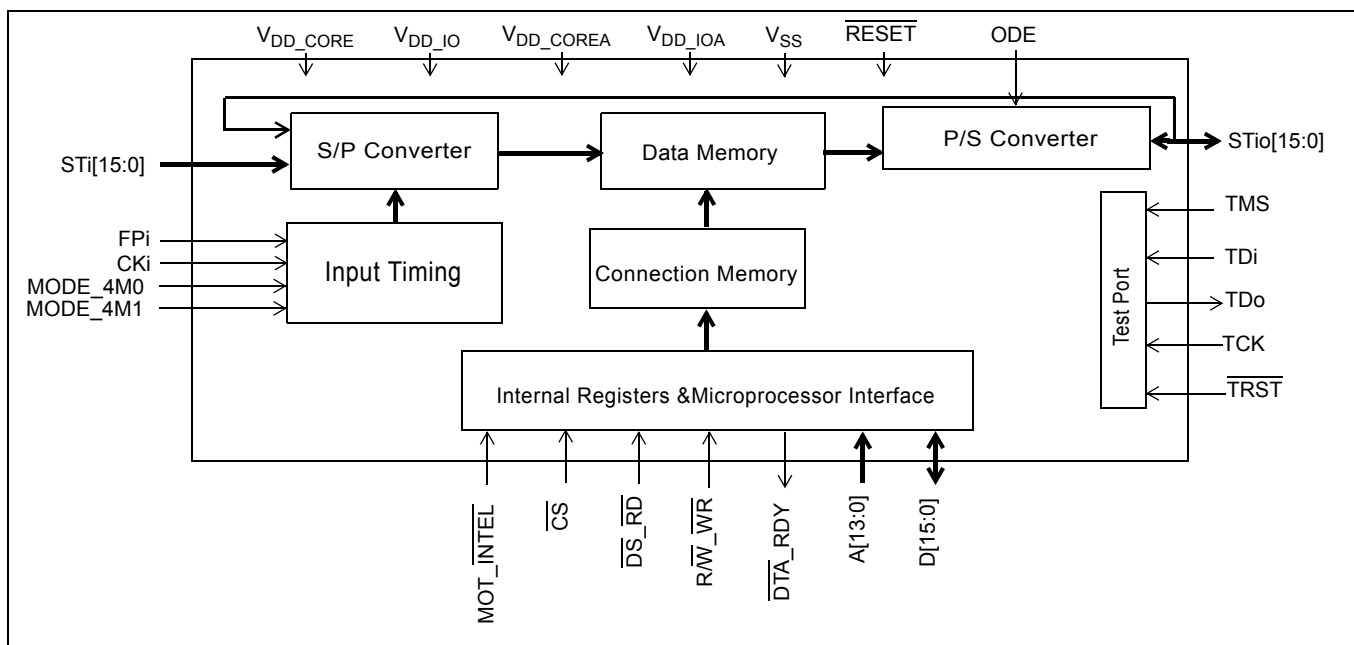 VDD_CORE VDD_IO VDD_COREA VDD_IOA VSS RESET ODE
STi[15:0]
S/P Converter
Data Memory
P/S Converter
STio[15:0]
FPi
CKi
MODE_4M0
MODE_4M1
Input Timing
Connection Memory
Test Port
TMS
TDi
TDo
TCK
TRST
Internal Registers &Microprocessor Interface
MOT_INTEL
CS
DS_RD
R/W_WR
DTA_RDY
A[13:0]
D[15:0]